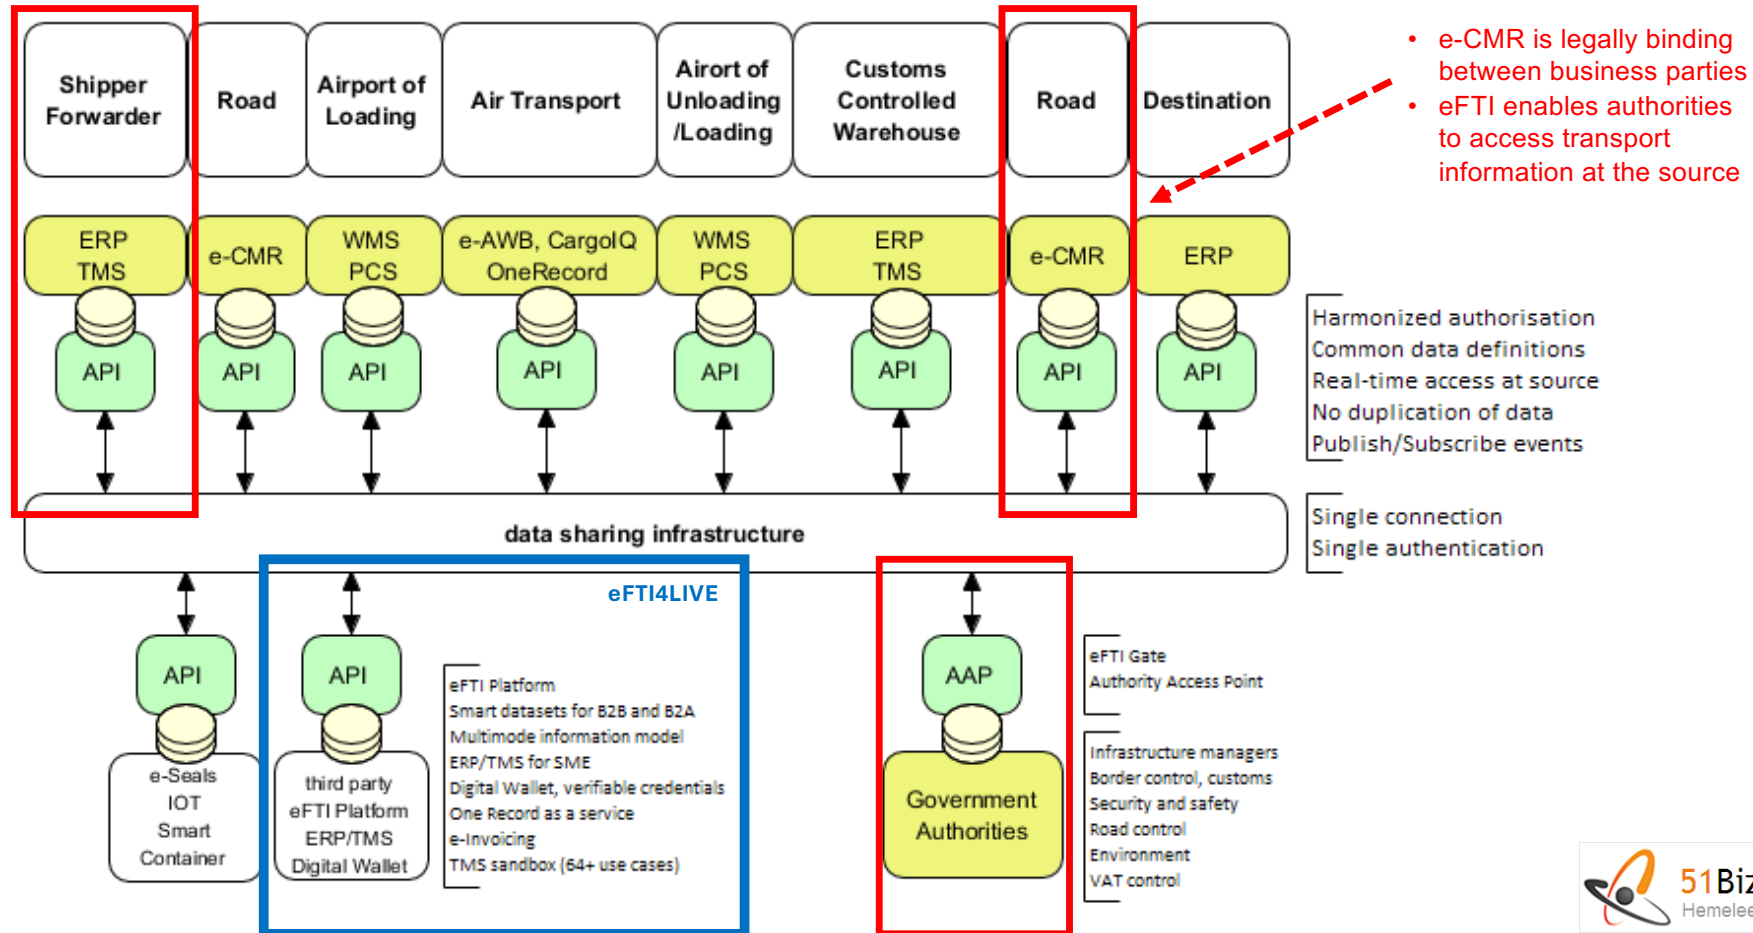 Shipper
Forwarder
Road
Airport of
Loading
Air Transport
Airort of
Unloading
/Loading
Customs
Controlled
Warehouse
Road
Destination
• e-CMR is legally binding
between business parties
• eFTI enables authorities
to access transport
information at the source
ERP
TMS
e-CMR
WMS
PCS
e-AWB, CargoIQ
OneRecord
WMS
PCS
ERP
TMS
e-CMR
ERP
API
API
API
API
API
API
API
API
Harmonized authorisation
Common data definitions
Real-time access at source
No duplication of data
Publish/Subscribe events
data sharing infrastructure
Single connection
Single authentication
eFTI4LIVE
API
e-Seals
IOT
Smart
Container
API
third party
eFTI Platform
ERP/TMS
Digital Wallet
eFTI Platform
Smart datasets for B2B and B2A
Multimode information model
ERP/TMS for SME
Digital Wallet, verifiable credentials
One Record as a service
e-Invoicing
TMS sandbox (64+ use cases)
AAP
Government
Authorities
eFTI Gate
Authority Access Point
Infrastructure managers
Border control, customs
Security and safety
Road control
Environment
VAT control
51Biz
Hemelee